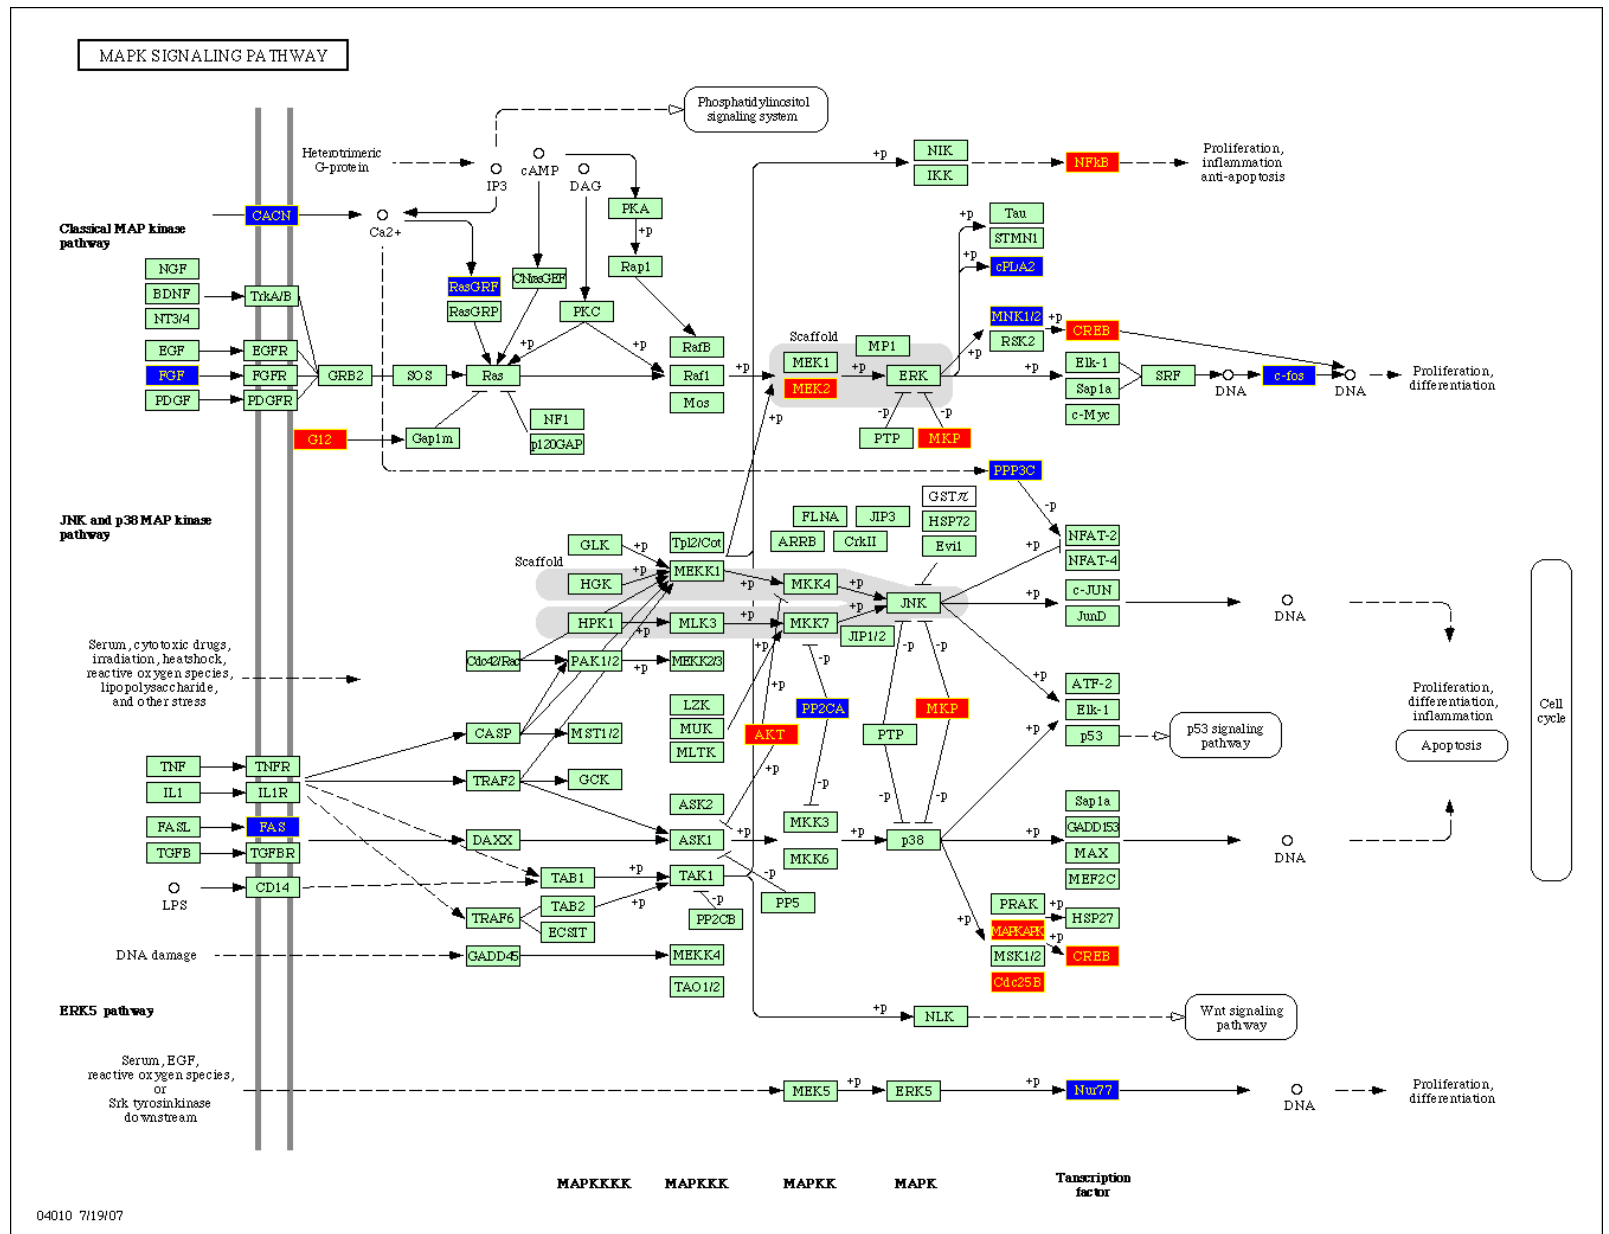 MAPK SIGNALING PATHWAY
Phosphatidylinositol
signaling system
Heterotrimeric
G-protein
IP3
cAMP
DAG
+p
NIK
IKK
NFkB
Proliferation,
inflammation
anti-apoptosis
CACN
Ca2+
PKA
+p
Classical MAP kinase
pathway
+p
Tau
STMN1
NGF
BDNF
NT3/4
TrkA/B
RasGRF
RasGRP
CNrasGEF
Rap1
PKC
+p
cPLA2
MNK1/2
+p
RSK2
CREB
EGF
EGFR
FGF
FGFR
PDGF
PDGFR
GRB2
SOS
+p
Ras
+p
RafB
Raf1
Mos
+p
Scaffold
MEK1
MEK2
MP1
+p
ERK
+p
+p
Elk-1
Sap1a
c-Myc
SRF
DNA
c-fos
DNA
Proliferation,
differentiation
G12
Gap1m
NF1
p120GAP
+p
-p
-p
PTP
MKP
PPP3C
-p
JNK and p38 MAP kinase
pathway
GSTπ
HSP72
Evi1
FLNA
JIP3
ARRB
CrkII
NFAT-2
NFAT-4
Scaffold
GLK
+p
Tpl2/Cot
HGK
+p
MEKK1
+p
MKK4
+p
JNK
+p
c-JUN
JunD
DNA
HPK1
+p
MLK3
+p
MKK7
+p
JIP1/2
Serum, cytotoxic drugs,
irradiation, heatshock,
reactive oxygen species,
lipopolysaccharide,
and other stress
Cdc42/Rac
PAK1/2
+p
MEKK2/3
+p
-p
-p
-p
+p
ATF-2
Elk-1
p53
p53 signaling
pathway
Proliferation,
differentiation,
inflammation
Apoptosis
Cell
cycle
LZK
MUK
MLTK
+p
PP2CA
MKP
AKT
PTP
+p
CASP
MST1/2
TNF
TNFR
TRAF2
GCK
+p
-p
-p
-p
IL1
IL1R
ASK2
Sap1a
GADD153
MAX
MEF2C
FASL
FAS
DAXX
ASK1
+p
MKK3
MKK6
+p
p38
+p
DNA
TGFB
TGFBR
LPS
CD14
TAB1
+p
TAK1
-p
PP5
TAB2
+p
-p
PP2CB
TRAF6
ECSIT
+p
PRAK
+p
HSP27
MAPKAPK
+p
MSK1/2
CREB
Cdc25B
DNA damage
GADD45
MEKK4
TAO1/2
ERK5 pathway
+p
NLK
Wnt signaling
pathway
Serum, EGF,
reactive oxygen species,
or
Srk tyrosinkinase
downstream
MEK5
+p
ERK5
+p
Nur77
DNA
Proliferation,
differentiation
MAPKKKK
MAPKKK
MAPKK
MAPK
Tanscription
factor
04010 7/19/07